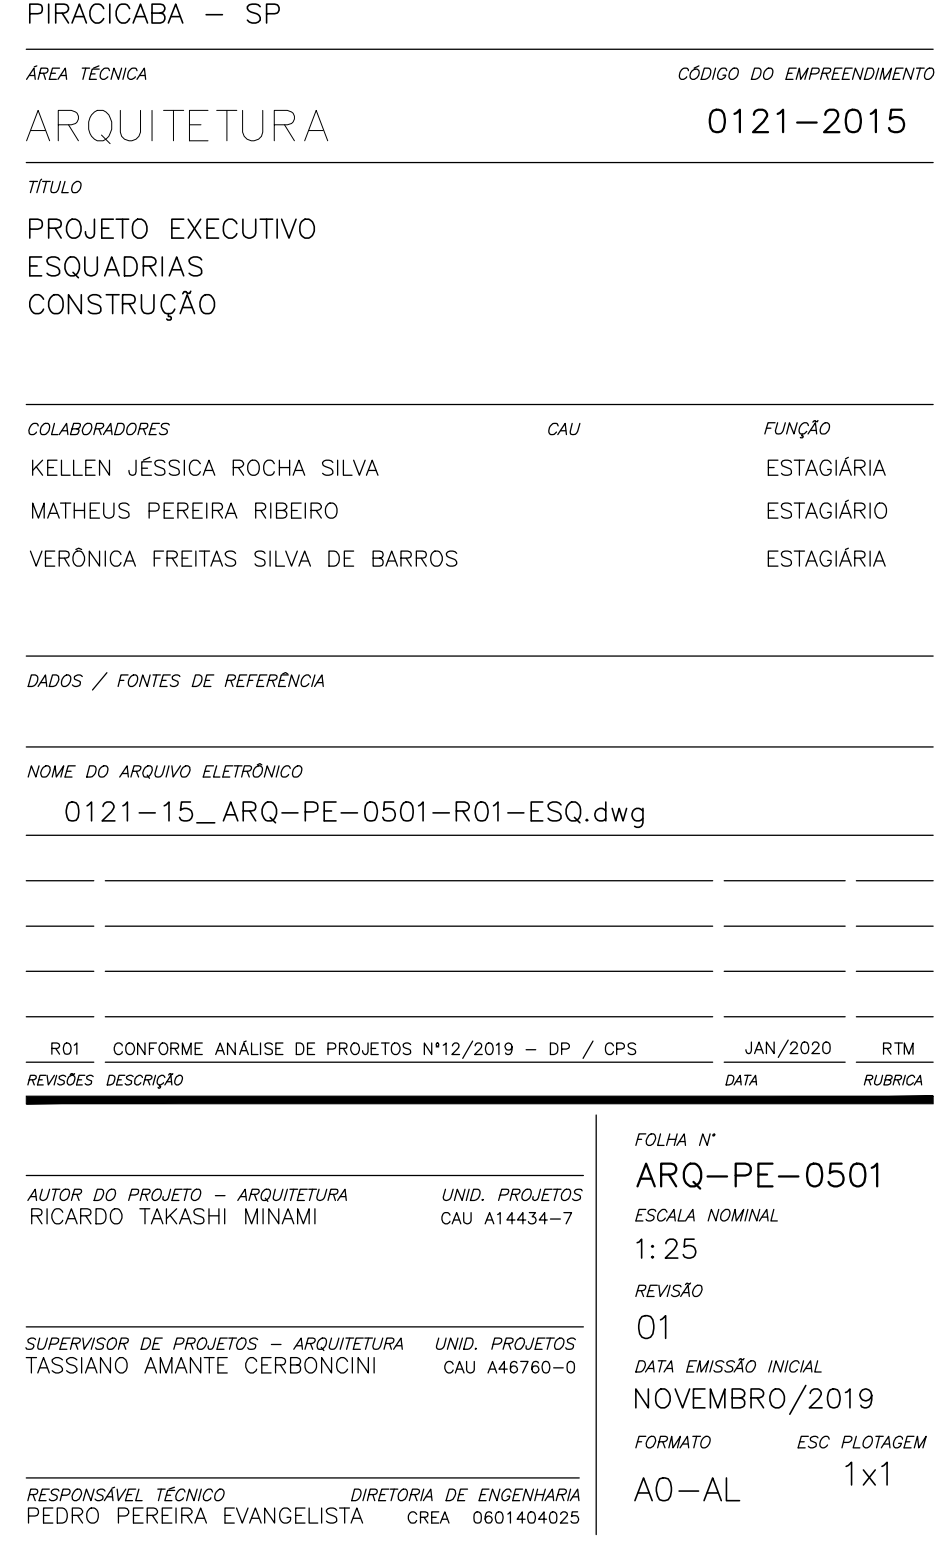 PIRACICABA – SP
ÁREA TÉCNICA CÓDIGO DO EMPREENDIMENTO
ARQUITETURA 0121–2015
TÍTULO
PROJETO EXECUTIVO
ESQUADRIAS
CONSTRUÇÃO
COLABORADORES CAU FUNÇÃO
KELLEN JÉSSICA ROCHA SILVA ESTAGIÁRIA
MATHEUS PEREIRA RIBEIRO ESTAGIÁRIO
VERÔNICA FREITAS SILVA DE BARROS ESTAGIÁRIA
DADOS / FONTES DE REFERÊNCIA
NOME DO ARQUIVO ELETRÔNICO
0121–15_ARQ–PE–0501–R01–ESQ.dwg
R01 CONFORME ANÁLISE DE PROJETOS N°12/2019 – DP / CPS JAN/2020 RTM
REVISÕES DESCRIÇÃO DATA RUBRICA
AUTOR DO PROJETO – ARQUITETURA UNID. PROJETOS
RICARDO TAKASHI MINAMI CAU A14434–7
SUPERVISOR DE PROJETOS – ARQUITETURA UNID. PROJETOS
TASSIANO AMANTE CERBONCINI CAU A46760–0
RESPONSÁVEL TÉCNICO DIRETORIA DE ENGENHARIA
PEDRO PEREIRA EVANGELISTA CREA 0601404025
FOLHA N°
ARQ–PE–0501
ESCALA NOMINAL
1:25
REVISÃO
01
DATA EMISSÃO INICIAL
NOVEMBRO/2019
FORMATO ESC PLOTAGEM
A0–AL 1x1